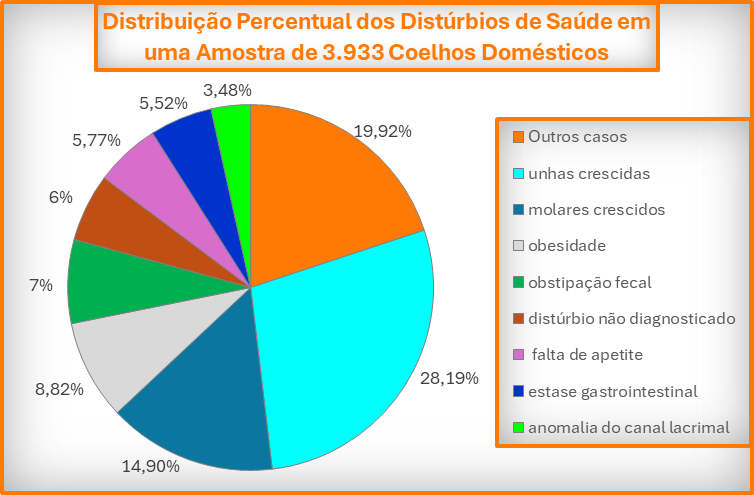 Distribuição Percentual dos Distúrbios de Saúde em
uma Amostra de 3.933 Coelhos Domésticos
3,48%
5,52%
19,92%
5,77%
6%
7%
8,82%
28,19%
14,90%
Outros casos
unhas crescidas
molares crescidos
obesidade
obstipação fecal
distúrbio não diagnosticado
falta de apetite
estase gastrointestinal
anomalia do canal lacrimal